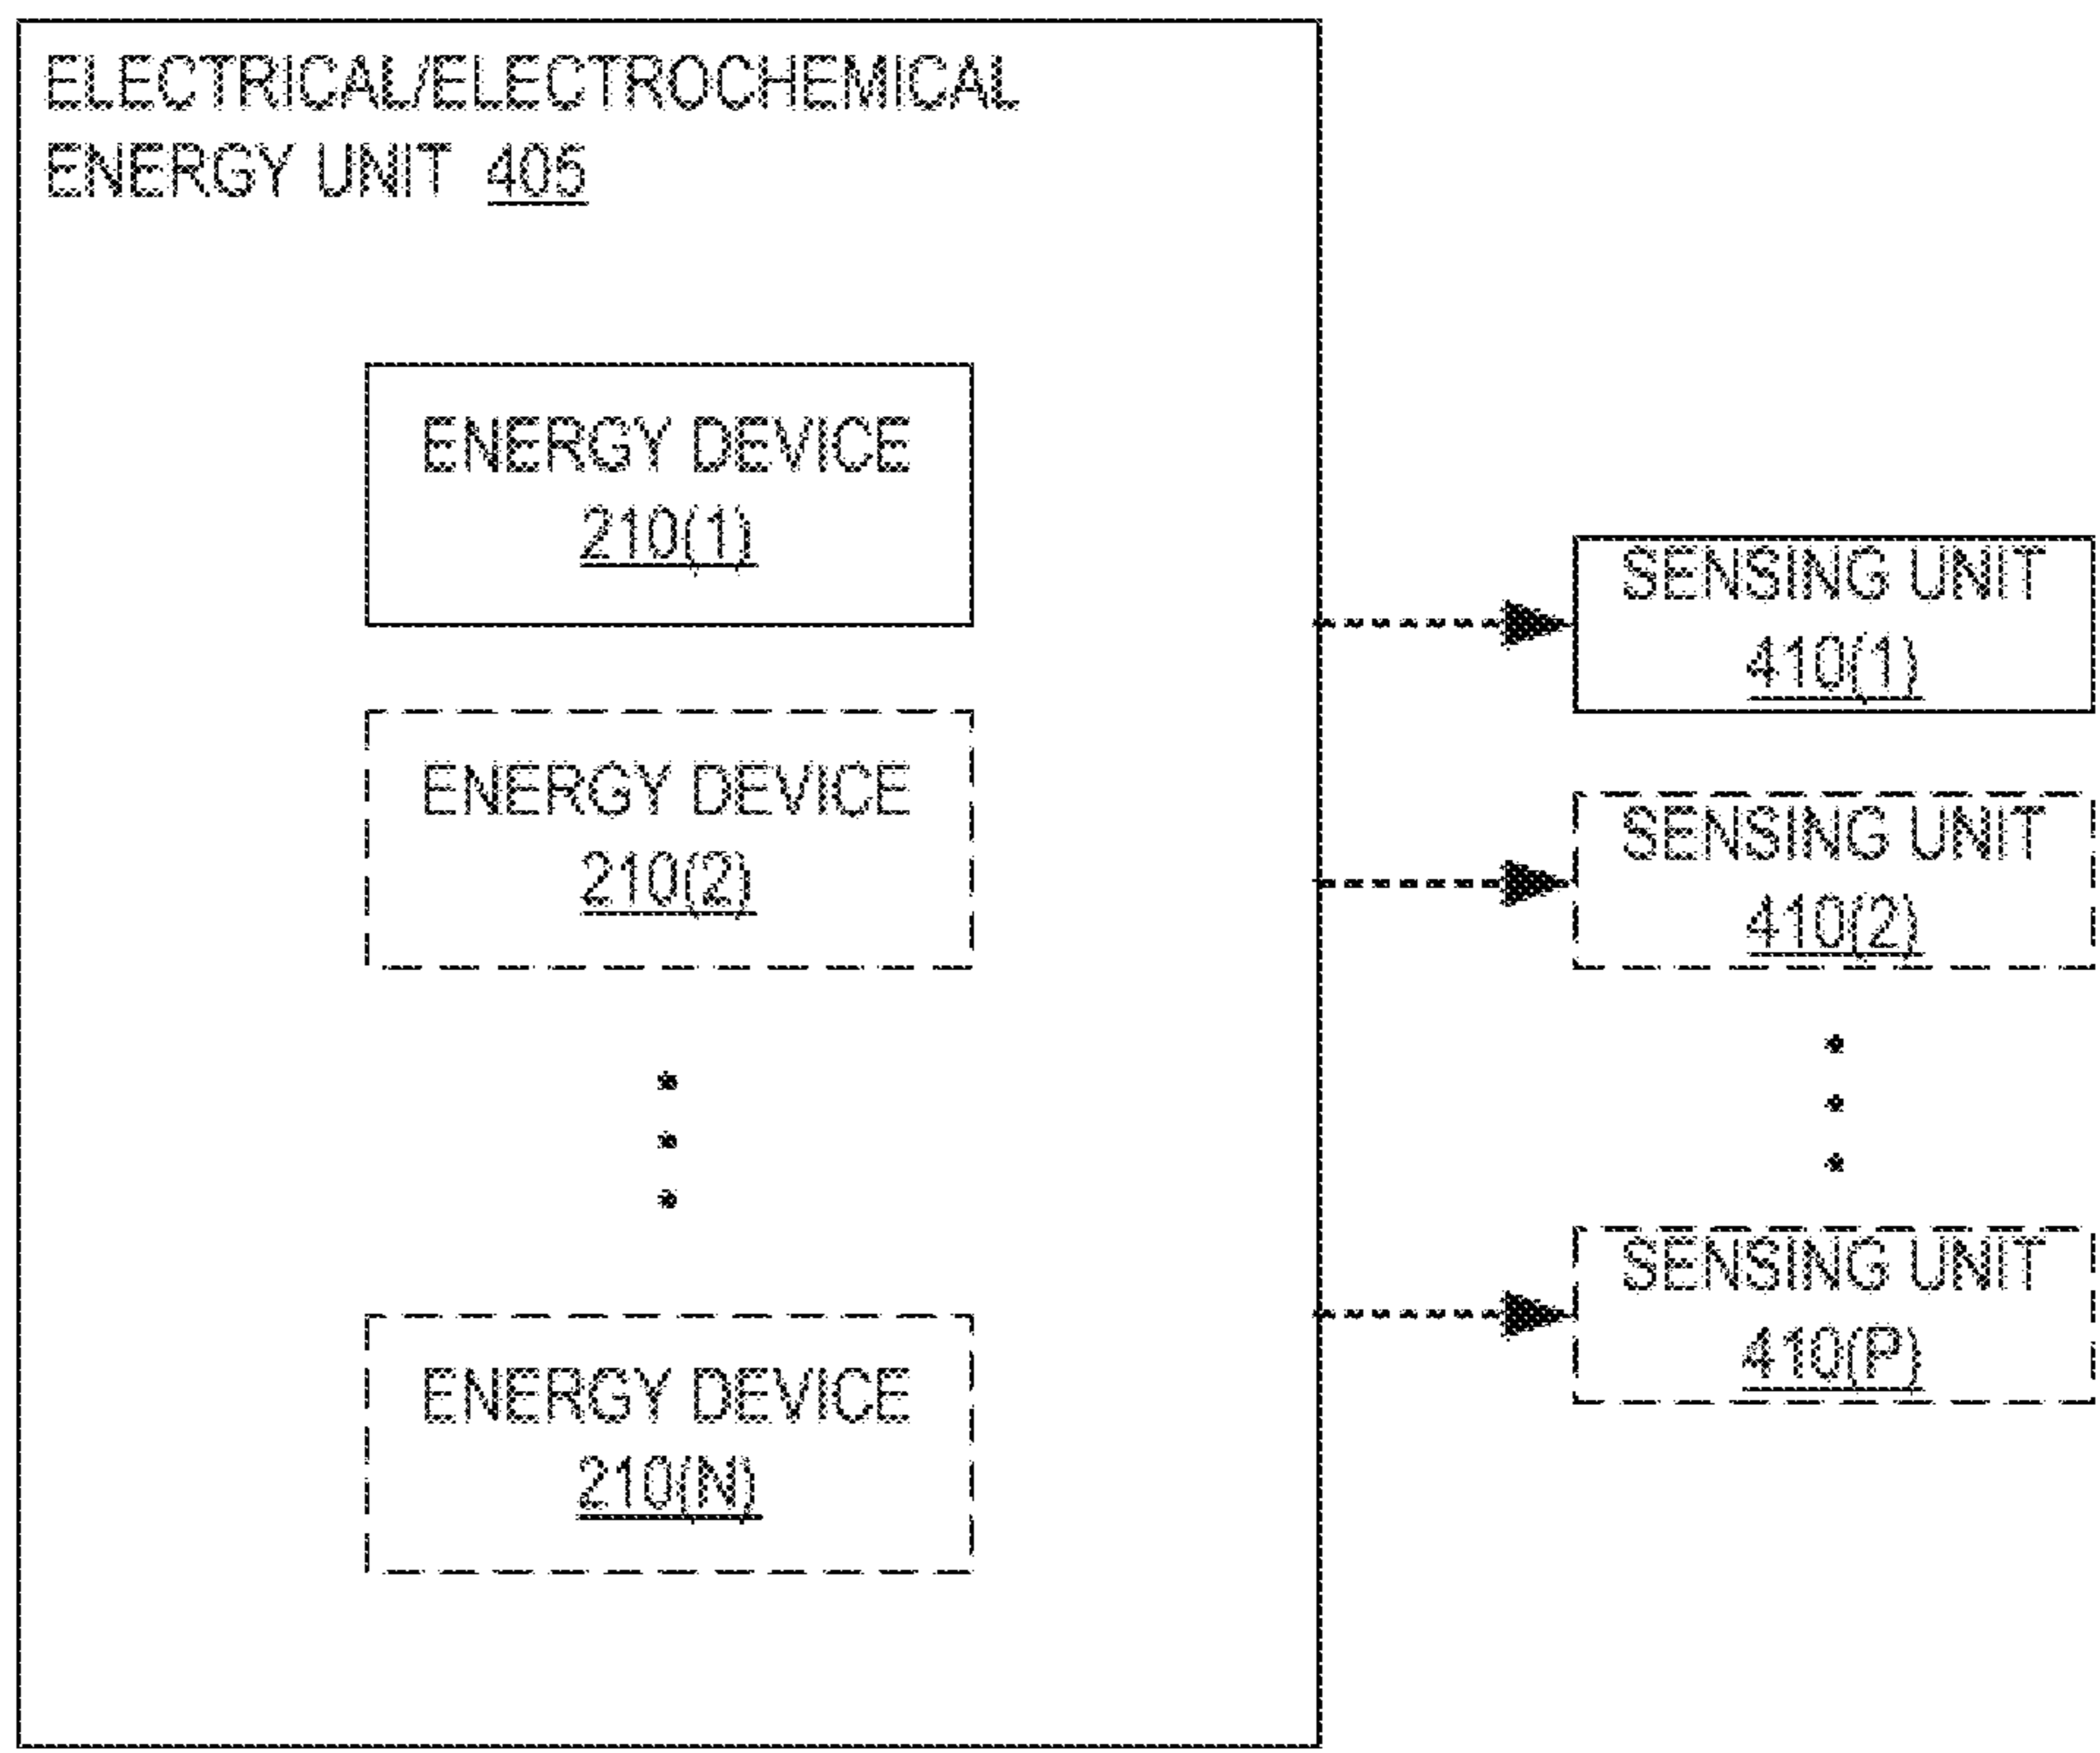 ELECTRICAL/ELECTROCHEMICAL
ENERGY UNIT 405
ENERGY DEVICE
210(1)
ENERGY DEVICE
210(2)
ENERGY DEVICE
210(N)
SENSING UNIT
410(1)
SENSING UNIT
410(2)
SENSING UNIT
410(P)